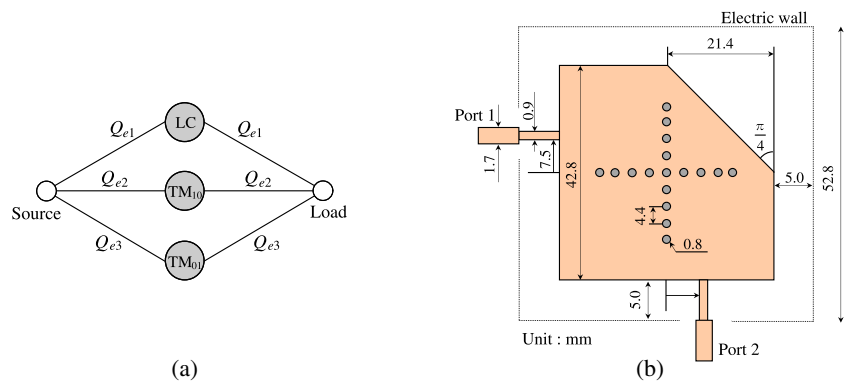 LC
Q_{e1}
Q_{e1}
Q_{e2}
TM_{10}
Q_{e2}
Source
Load
Q_{e3}
TM_{01}
Q_{e3}
(a)
Electric wall
21.4
Port 1
0.9
π
4
1.7
7.5
42.8
5.0
52.8
4.4
0.8
5.0
Unit : mm
Port 2
(b)